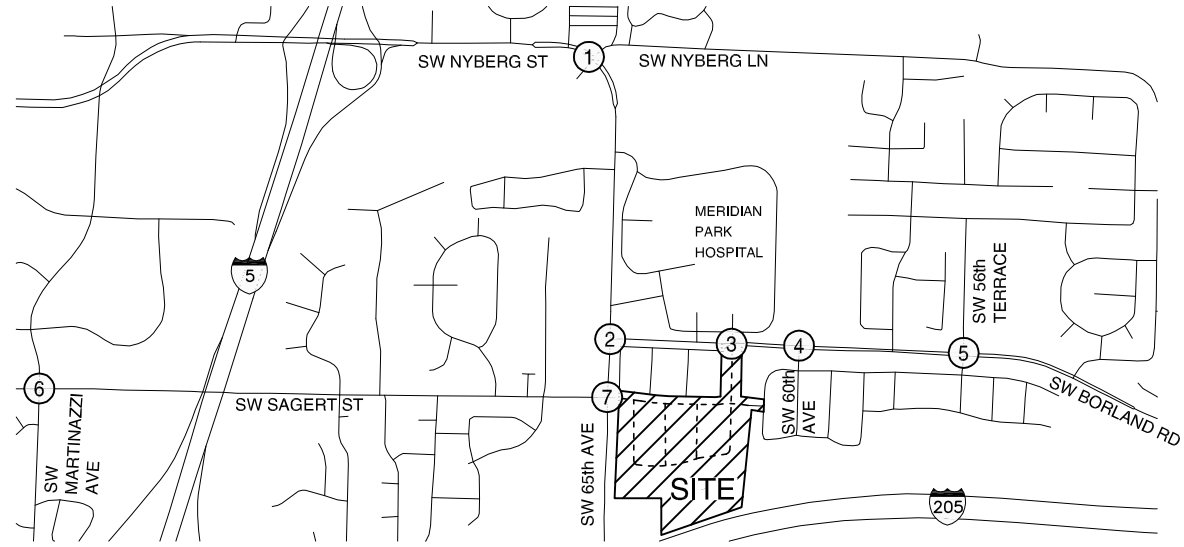 1
SW NYBERG ST
SW NYBERG LN
MERIDIAN
PARK
HOSPITAL
5
SW 56th
TERRACE
2
3
4
5
6
7
SW SAGERT ST
SW 60th
AVE
SW BORLAND RD
SW
MARTINAZZI
AVE
SW 65th AVE
SITE
205